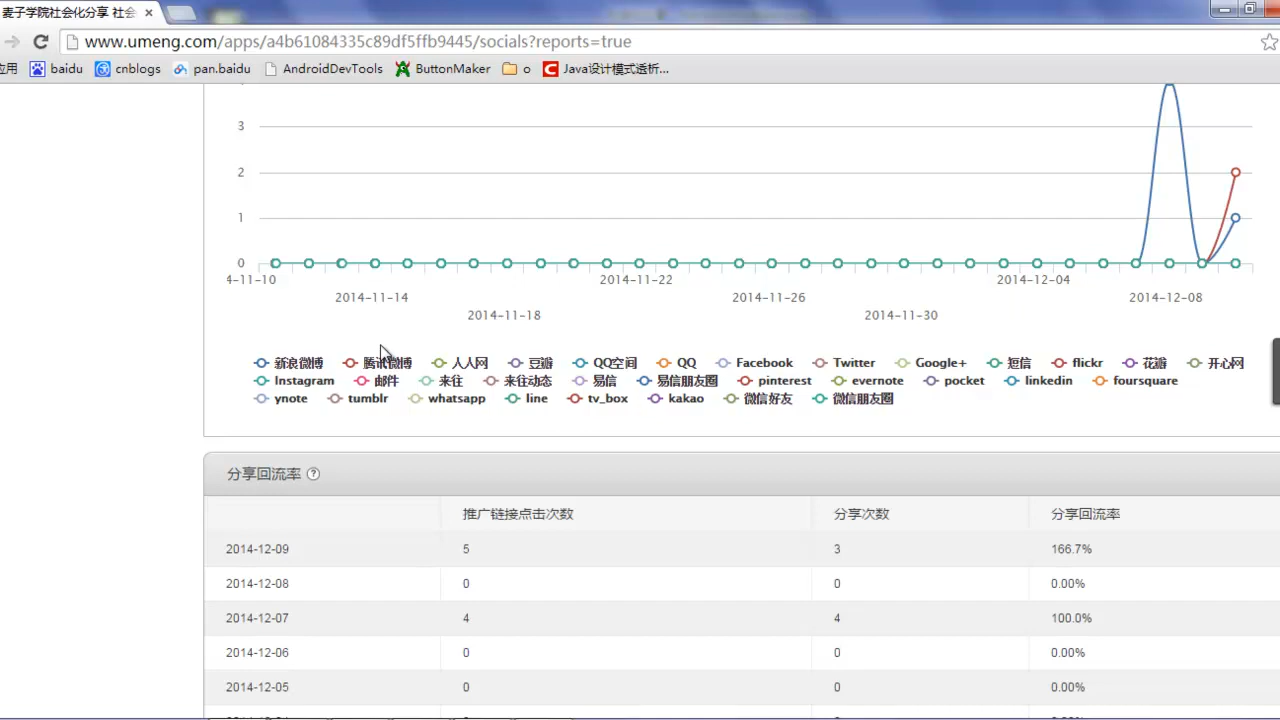 麦子学院社会化分享 社会
www.umeng.com/apps/a4b61084335c89df5ffb9445/socials?reports=true
应用 baidu cnblogs pan.baidu AndroidDevTools ButtonMaker o Java设计模式透析...
3
2
1
0
4-11-10 2014-11-22 2014-12-04
2014-11-14 2014-11-26 2014-12-08
2014-11-18 2014-11-30
新浪微博 腾讯微博 人人网 豆瓣 QQ空间 QQ Facebook Twitter Google+ 短信 flickr 花瓣 开心网
Instagram 邮件 来往 来往动态 易信 易信朋友圈 pinterest evernote pocket linkedin foursquare
ynote tumblr whatsapp line tv_box kakao 微信好友 微信朋友圈
分享回流率 ?
推广链接点击次数 分享次数 分享回流率
2014-12-09 5 3 166.7%
2014-12-08 0 0 0.00%
2014-12-07 4 4 100.0%
2014-12-06 0 0 0.00%
2014-12-05 0 0 0.00%